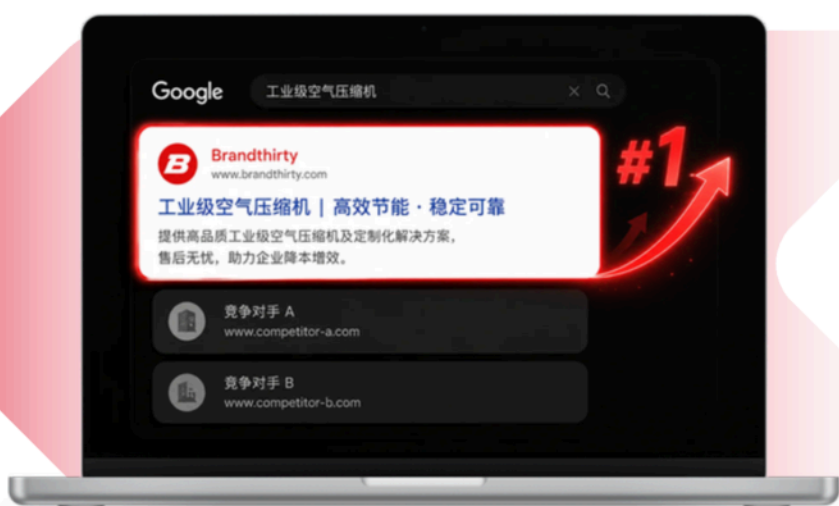 Google
工业级空气压缩机
#1
Brandthirty
www.brandthirty.com
工业级空气压缩机 | 高效节能 · 稳定可靠
提供高品质工业级空气压缩机及定制化解决方案，
售后无忧，助力企业降本增效。
竞争对手 A
www.competitor-a.com
竞争对手 B
www.competitor-b.com